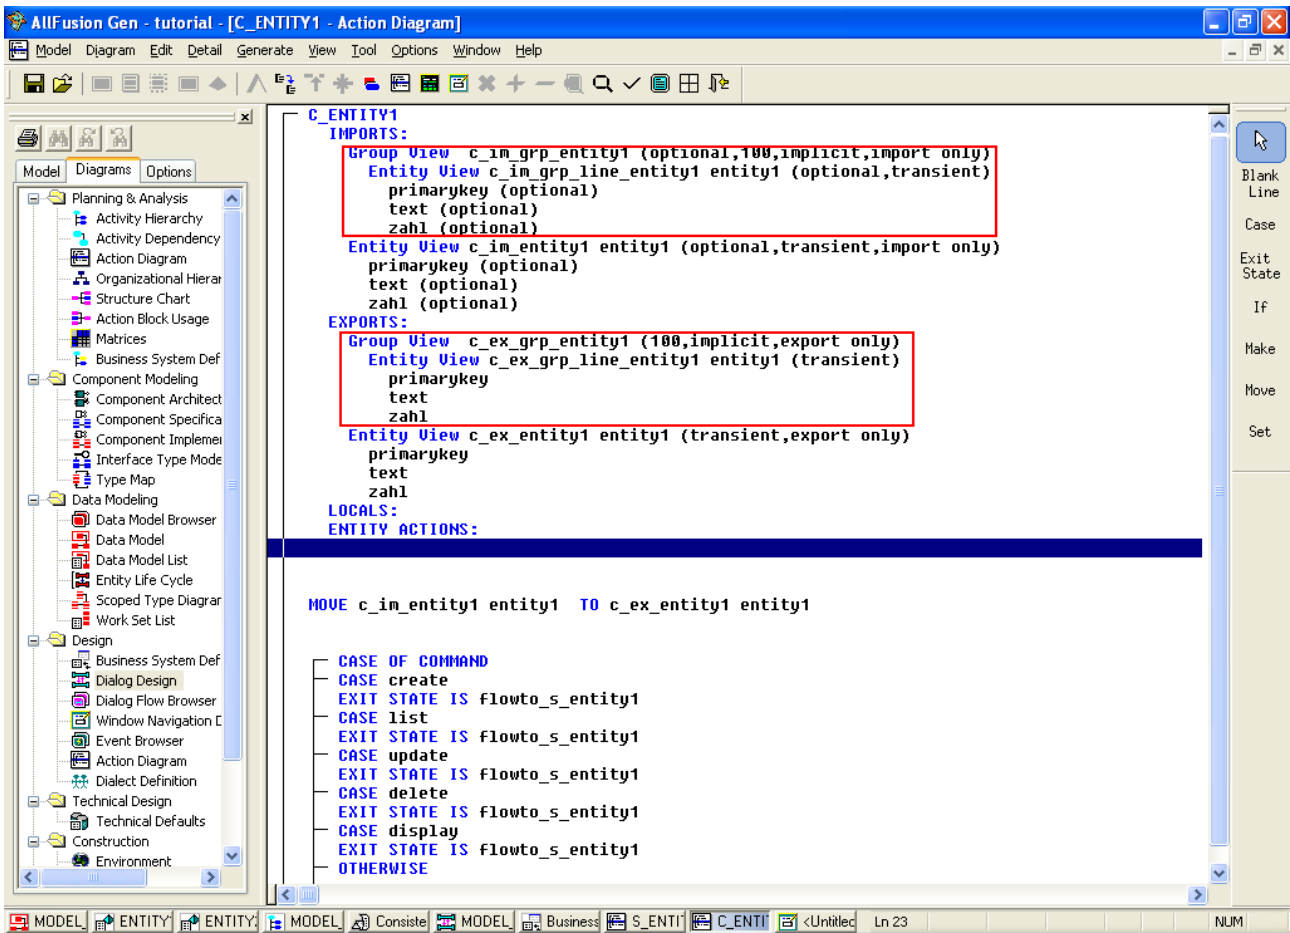 AllFusion Gen - tutorial - [C_ENTITY1 - Action Diagram]
Model Diagram Edit Detail Generate View Tool Options Window Help
Model Diagrams Options
Planning & Analysis
Activity Hierarchy
Activity Dependency
Action Diagram
Organizational Hierar
Structure Chart
Action Block Usage
Matrices
Business System Def
Component Modeling
Component Architect
Component Specifica
Component Implemei
Interface Type Mode
Type Map
Data Modeling
Data Model Browser
Data Model
Data Model List
Entity Life Cycle
Scoped Type Diagrar
Work Set List
Design
Business System Def
Dialog Design
Dialog Flow Browser
Window Navigation D
Event Browser
Action Diagram
Dialect Definition
Technical Design
Technical Defaults
Construction
Environment
C_ENTITY1
IMPORTS:
Group View c_im_grp_entity1 (optional,100,implicit,import only)
Entity View c_im_grp_line_entity1 entity1 (optional,transient)
primarykey (optional)
text (optional)
zahl (optional)
Entity View c_im_entity1 entity1 (optional,transient,import only)
primarykey (optional)
text (optional)
zahl (optional)
EXPORTS:
Group View c_ex_grp_entity1 (100,implicit,export only)
Entity View c_ex_grp_line_entity1 entity1 (transient)
primarykey
text
zahl
Entity View c_ex_entity1 entity1 (transient,export only)
primarykey
text
zahl
LOCALS:
ENTITY ACTIONS:
MOVE c_im_entity1 entity1 TO c_ex_entity1 entity1
CASE OF COMMAND
CASE create
EXIT STATE IS flowto_s_entity1
CASE list
EXIT STATE IS flowto_s_entity1
CASE update
EXIT STATE IS flowto_s_entity1
CASE delete
EXIT STATE IS flowto_s_entity1
CASE display
EXIT STATE IS flowto_s_entity1
OTHERWISE
Blank
Line
Case
Exit
State
If
Make
Move
Set
MODEL_ ENTITY ENTITY: MODEL_ Consiste MODEL_ Business S_ENTI C_ENTI <Untitled Ln 23 NUM